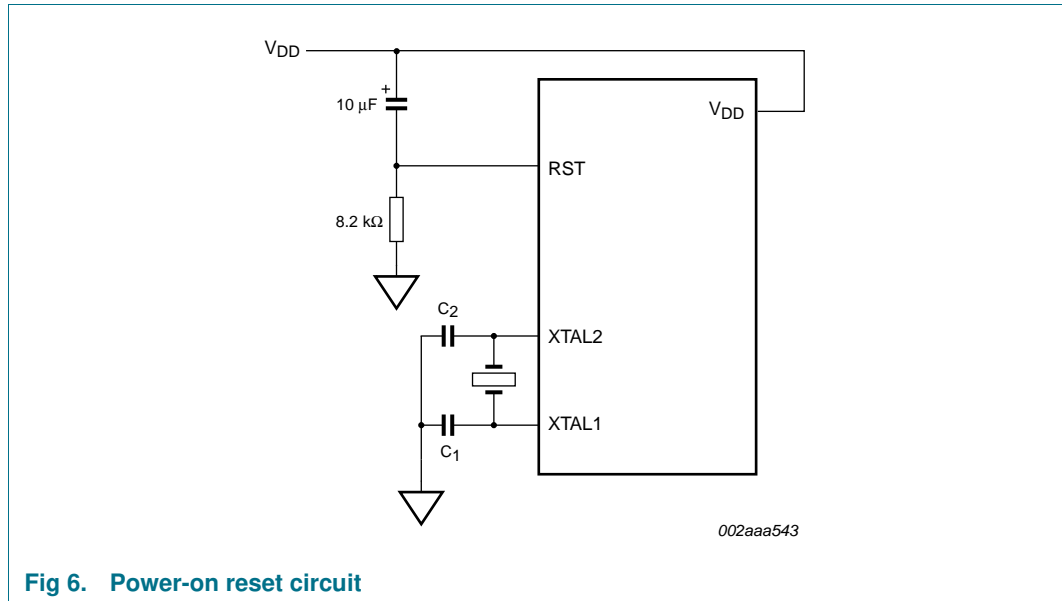 VDD
10 μF
+
VDD
RST
8.2 kΩ
C2
XTAL2
XTAL1
C1
002aaa543
Fig 6. Power-on reset circuit